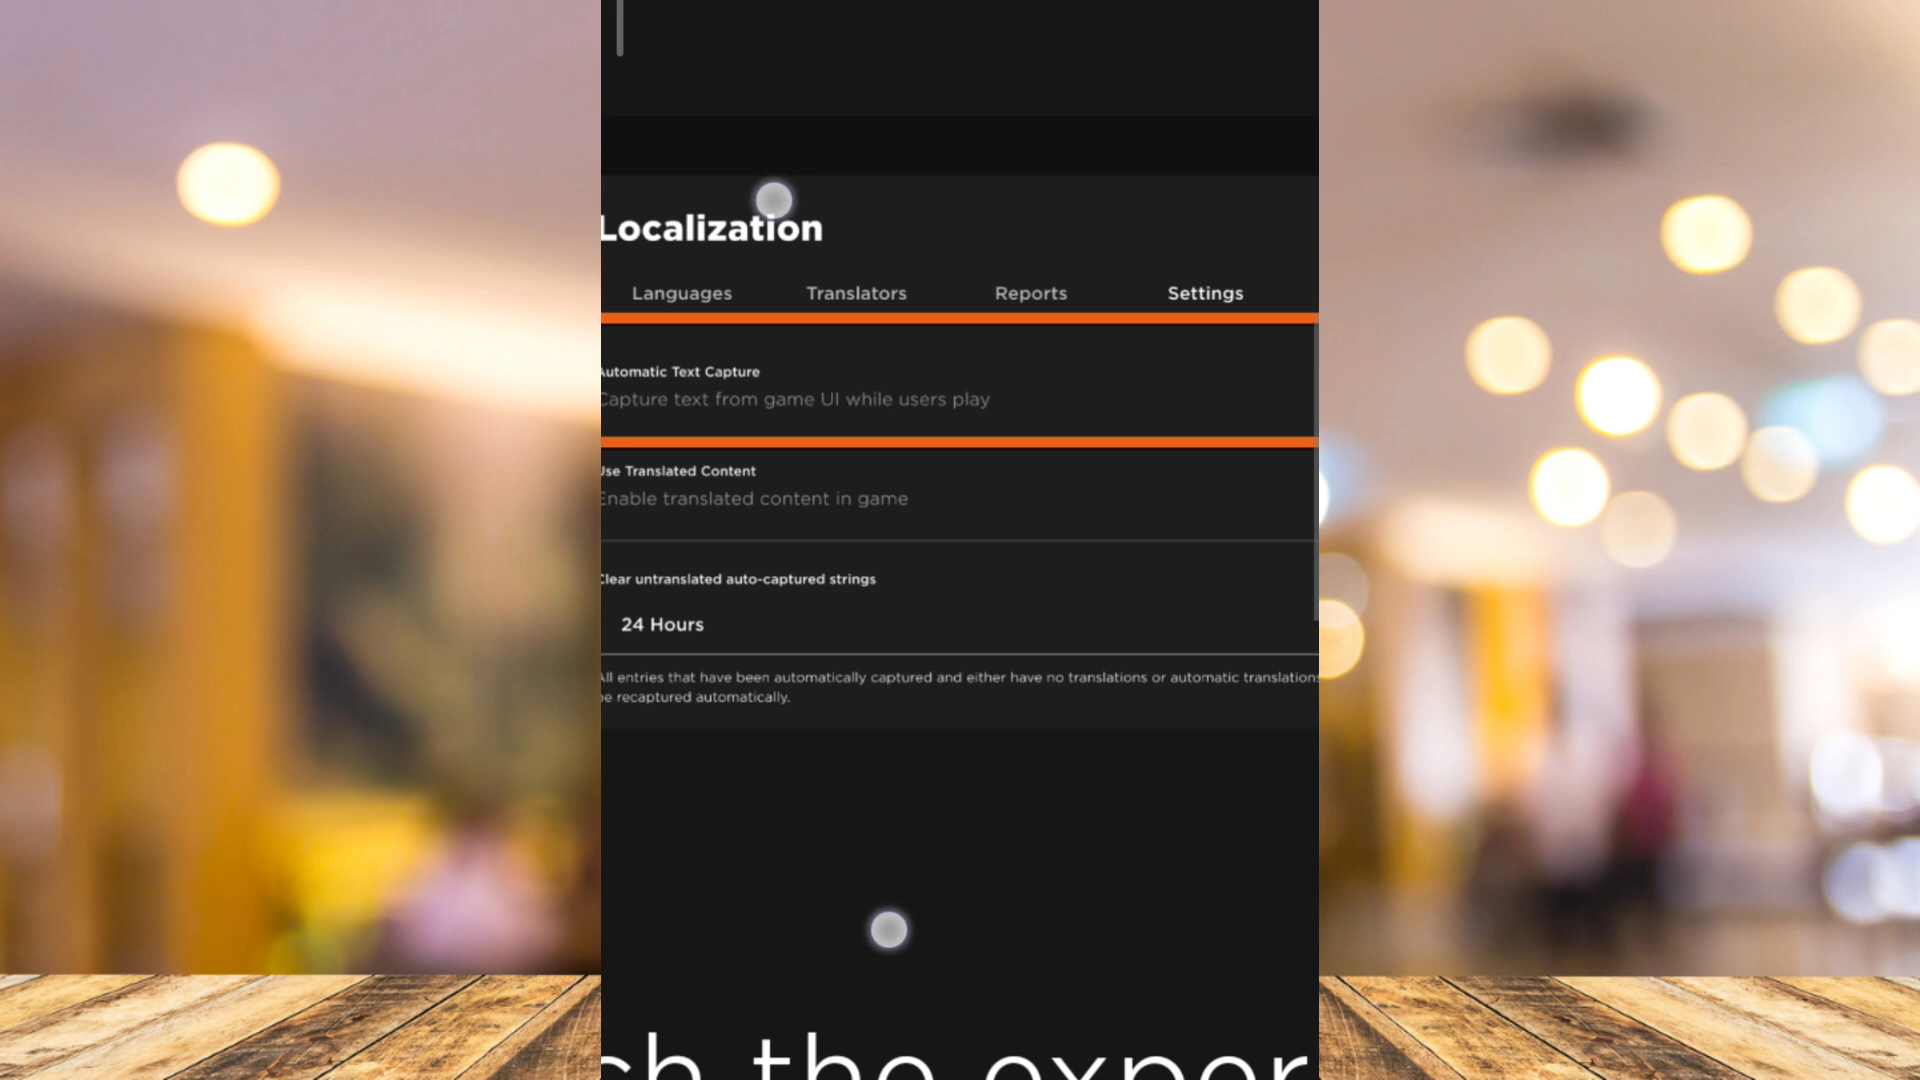 Localization
Languages Translators Reports Settings
Automatic Text Capture
Capture text from game UI while users play
Use Translated Content
Enable translated content in game
Clear untranslated auto-captured strings
24 Hours
All entries that have been automatically captured and either have no translations or automatic translations
be recaptured automatically.
ch the exper